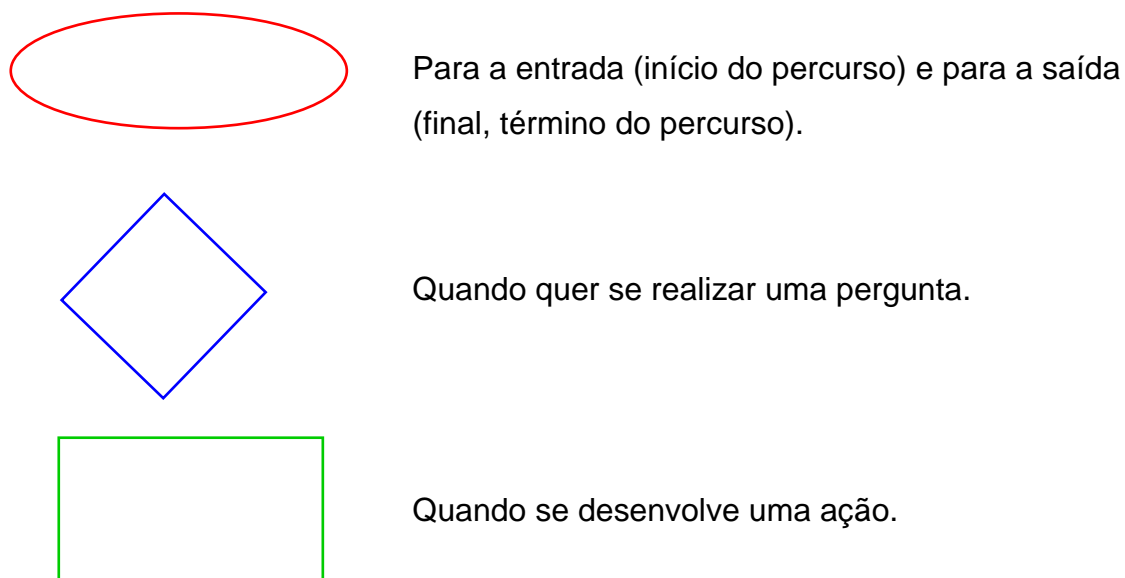 Para a entrada (início do percurso) e para a saída
(final, término do percurso).
Quando quer se realizar uma pergunta.
Quando se desenvolve uma ação.